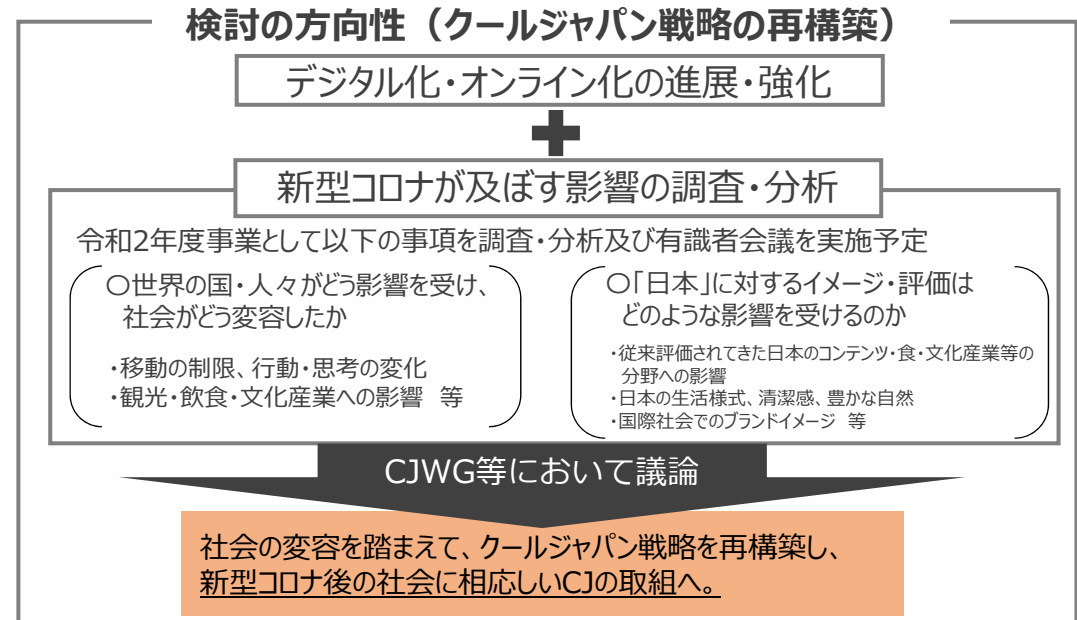 検討の方向性（クールジャパン戦略の再構築）
デジタル化・オンライン化の進展・強化
新型コロナが及ぼす影響の調査・分析
令和2年度事業として以下の事項を調査・分析及び有識者会議を実施予定
〇世界の国・人々がどう影響を受け、
社会がどう変容したか
・移動の制限、行動・思考の変化
・観光・飲食・文化産業への影響　等
〇「日本」に対するイメージ・評価は
どのような影響を受けるのか
・従来評価されてきた日本のコンテンツ・食・文化産業等の
分野への影響
・日本の生活様式、清潔感、豊かな自然
・国際社会でのブランドイメージ　等
CJWG等において議論
社会の変容を踏まえて、クールジャパン戦略を再構築し、
新型コロナ後の社会に相応しいCJの取組へ。